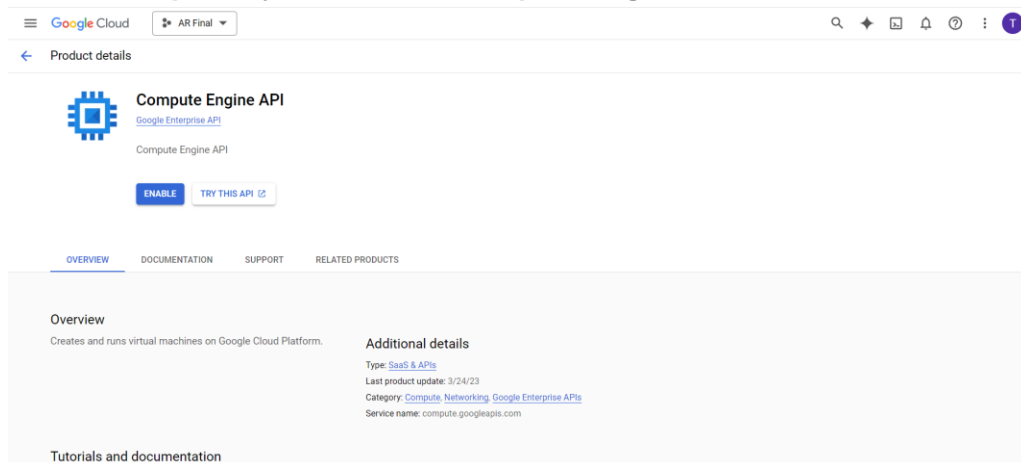 Google Cloud
AR Final
T
Product details
Compute Engine API
Google Enterprise API
Compute Engine API
ENABLE
TRY THIS API
OVERVIEW
DOCUMENTATION
SUPPORT
RELATED PRODUCTS
Overview
Creates and runs virtual machines on Google Cloud Platform.
Additional details
Type: SaaS & APIs
Last product update: 3/24/23
Category: Compute, Networking, Google Enterprise APIs
Service name: compute.googleapis.com
Tutorials and documentation